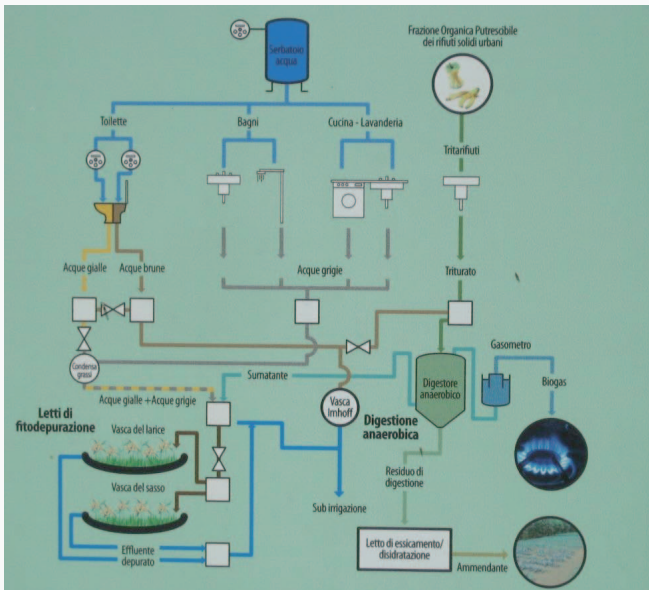 Serbatoio
acqua
Frazione Organica Putrescibile
dei rifiuti solidi urbani
Toilette
Bagni
Cucina - Lavanderia
Tritarifiuti
Acque gialle
Acque brune
Acque grigie
Triturato
Condensa
grassi
Sumatante
Gasometro
Digestore
anaerobico
Biogas
Acque gialle +Acque grigie
Vasca
Imhoff
Letti di
fitodepurazione
Vasca del larice
Digestione
anaerobica
Residuo di
digestione
Vasca del sasso
Sub irrigazione
Effluente
depurato
Letto di essicamento/
disidratazione
Ammendante